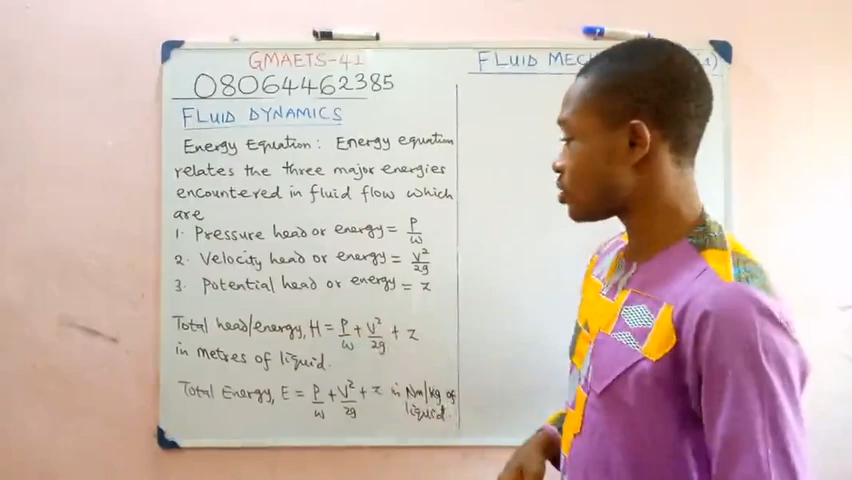 GMAETS-41
08064462385
FLUID DYNAMICS
Energy Equation: Energy equation
relates the three major energies
encountered in fluid flow which
are
1. Pressure head or energy = P/w
2. Velocity head or energy = V²/2g
3. Potential head or energy = z
Total head/energy, H = P/w + V²/2g + z
in metres of liquid.
Total Energy, E = P/w + V²/2g + z in Nm/kg of
liquid.
FLUID MEC
1)